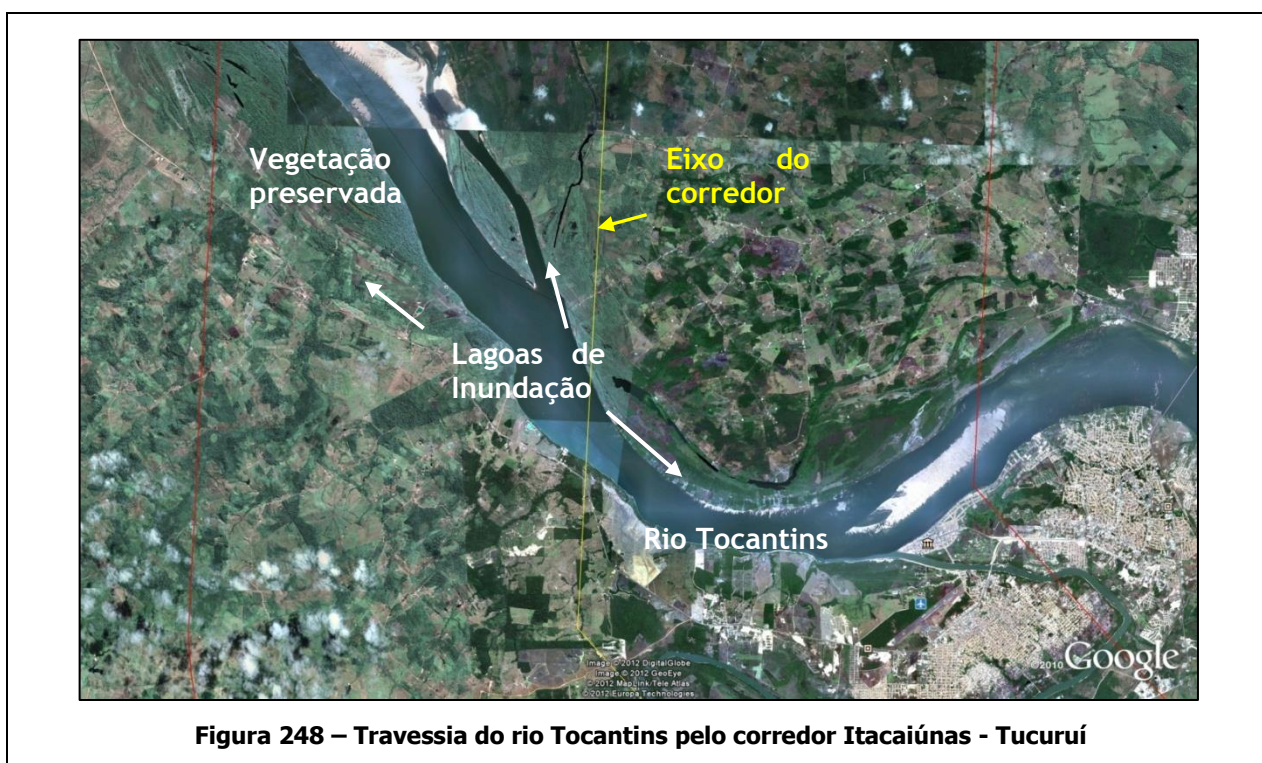 Vegetação
preservada
Eixo do
corredor
Lagoas de
Inundação
Rio Tocantins
Image © 2012 DigitalGlobe
Image © 2012 GeoEye
© 2012 MapLink/Tele Atlas
© 2012 Europa Technologies
©2010 Google
Figura 248 – Travessia do rio Tocantins pelo corredor Itacaiúnas - Tucuruí